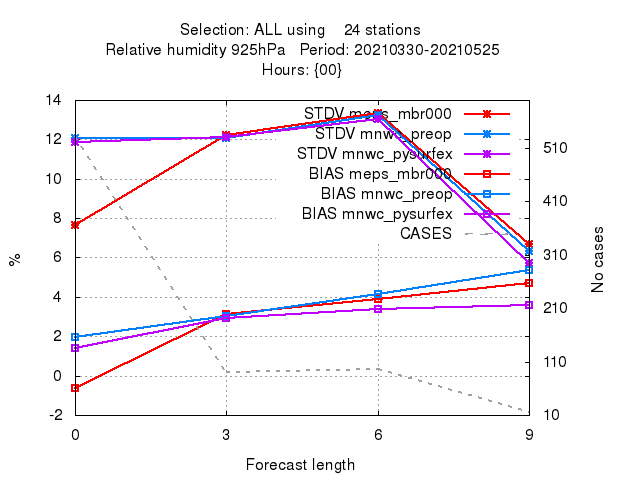 Selection: ALL using 24 stations
Relative humidity 925hPa Period: 20210330-20210525
Hours: {00}
14
12
10
8
6
4
2
0
-2
%
STDV meps_mbr000
STDV mnwc_preop
STDV mnwc_pysurfex
BIAS meps_mbr000
BIAS mnwc_preop
BIAS mnwc_pysurfex
CASES
510
410
310
210
110
10
No cases
0 3 6 9
Forecast length